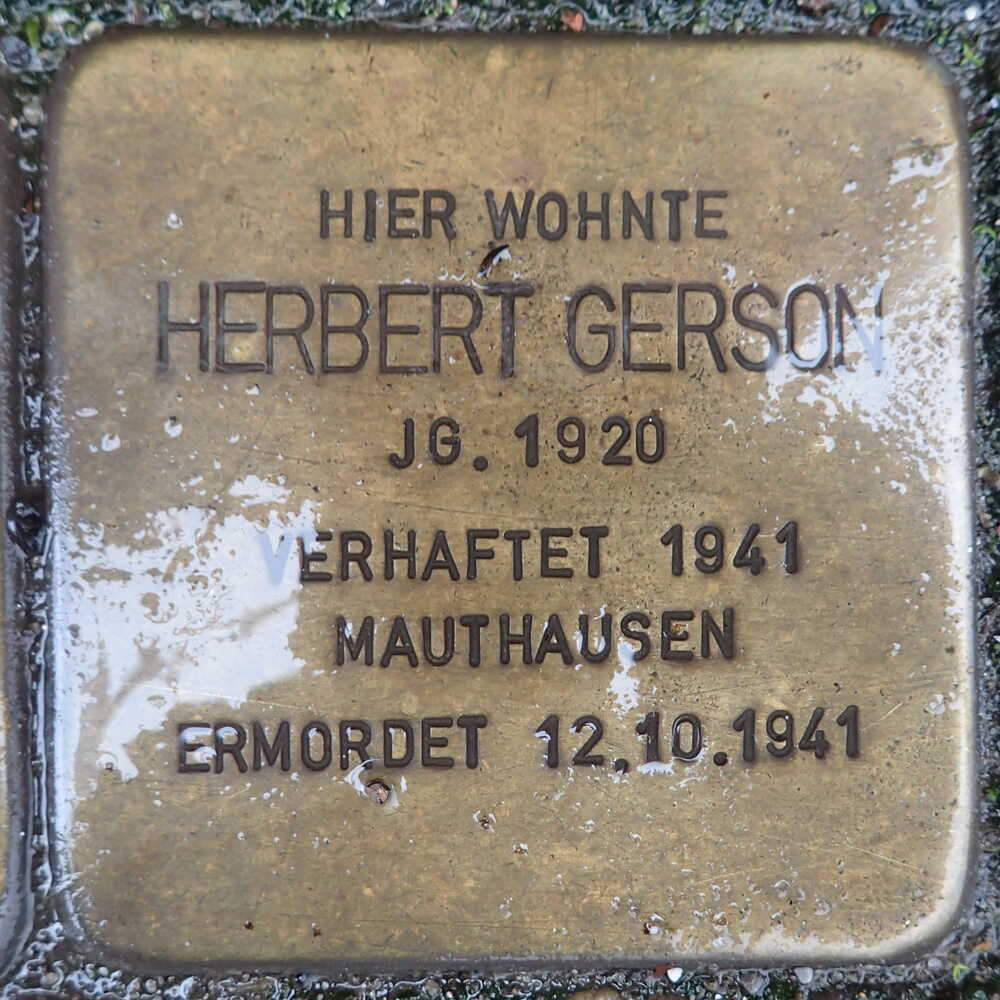 HIER WOHNTE
HERBERT GERSON
JG. 1920
VERHAFTET 1941
MAUTHAUSEN
ERMORDET 12.10.1941